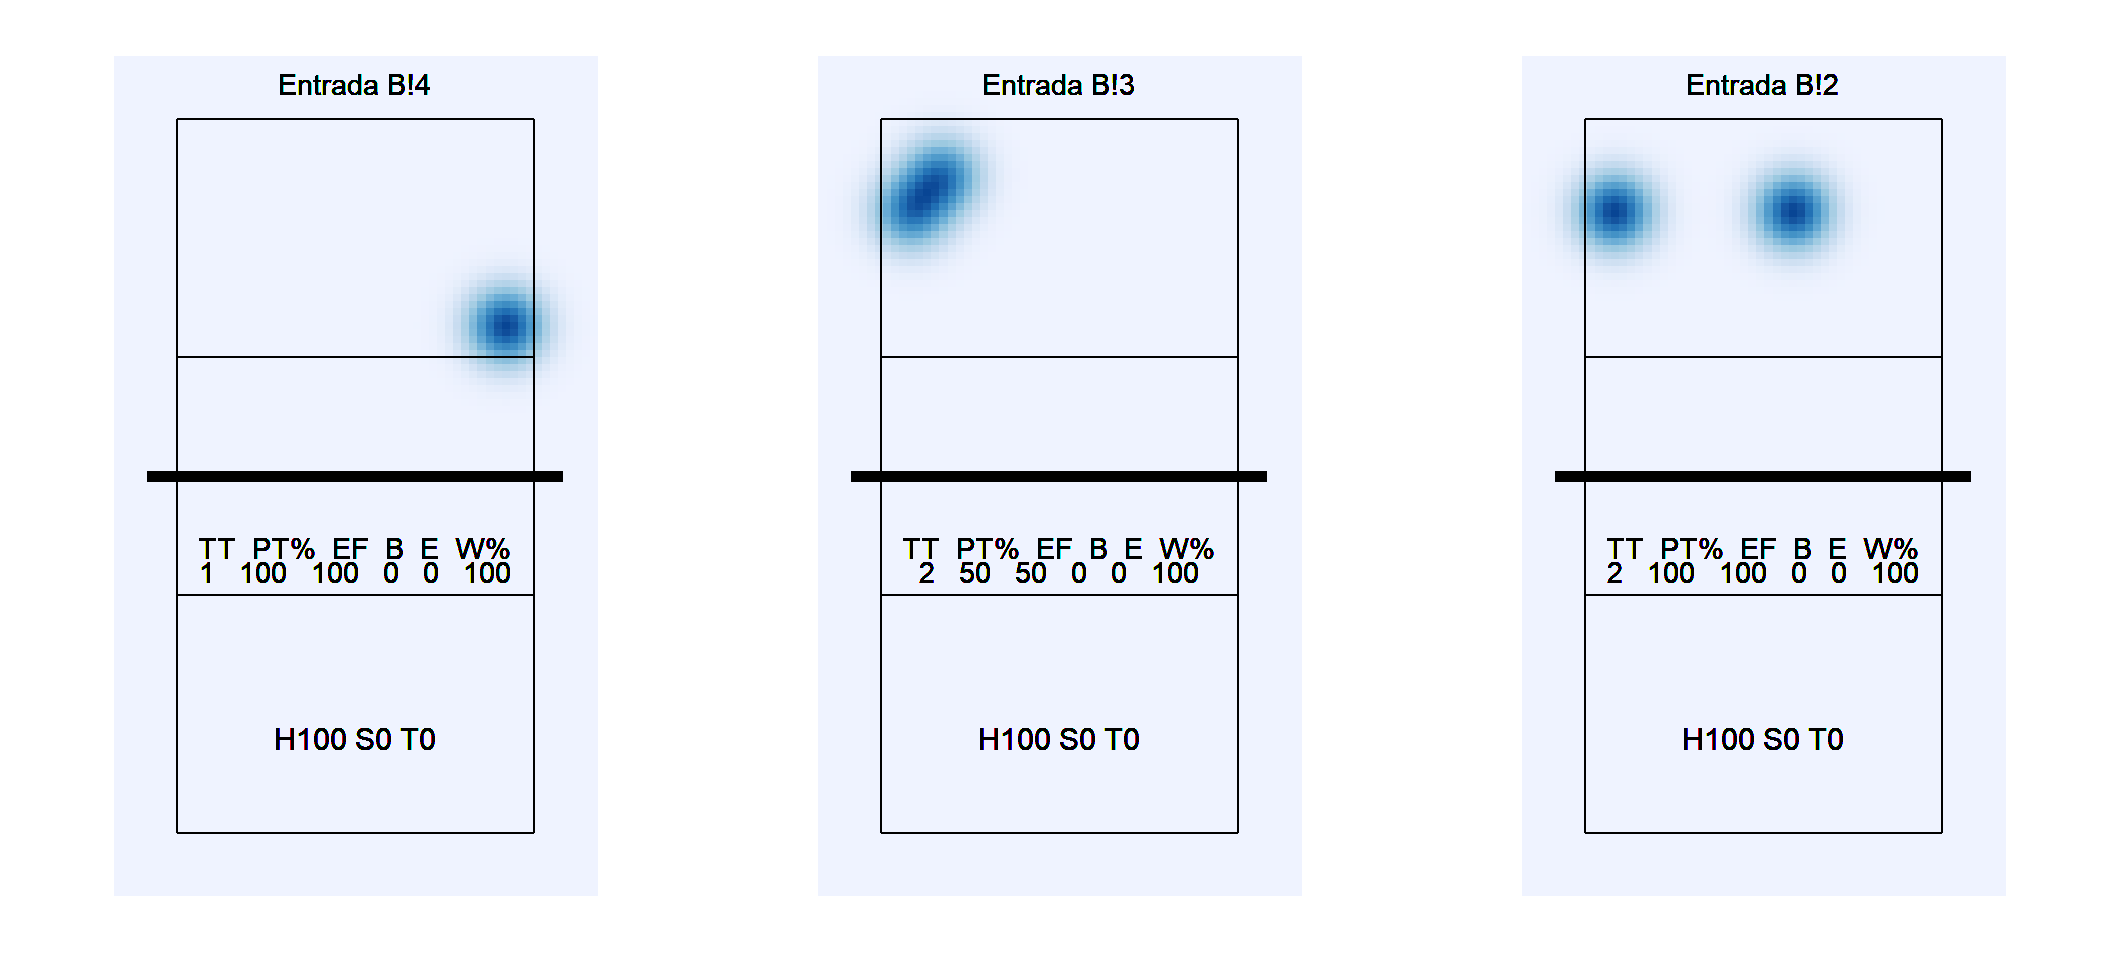 Entrada B!4
TT PT% EF B E W%
1 100 100 0 0 100
H100 S0 T0
Entrada B!3
TT PT% EF B E W%
2 50 50 0 0 100
H100 S0 T0
Entrada B!2
TT PT% EF B E W%
2 100 100 0 0 100
H100 S0 T0